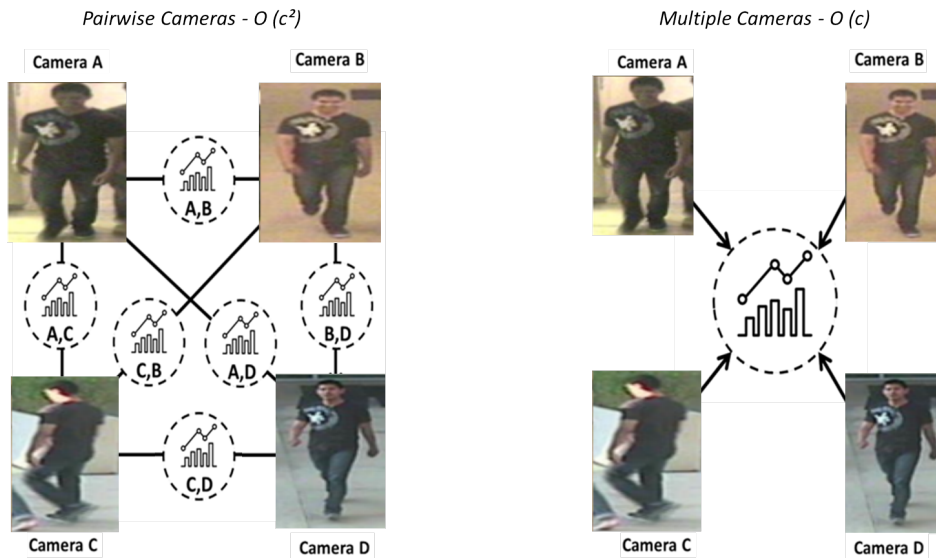 Pairwise Cameras - O (c²)
Multiple Cameras - O (c)
Camera A
Camera B
A,B
A,C
C,B
A,D
B,D
C,D
Camera C
Camera D
Camera A
Camera B
Camera C
Camera D